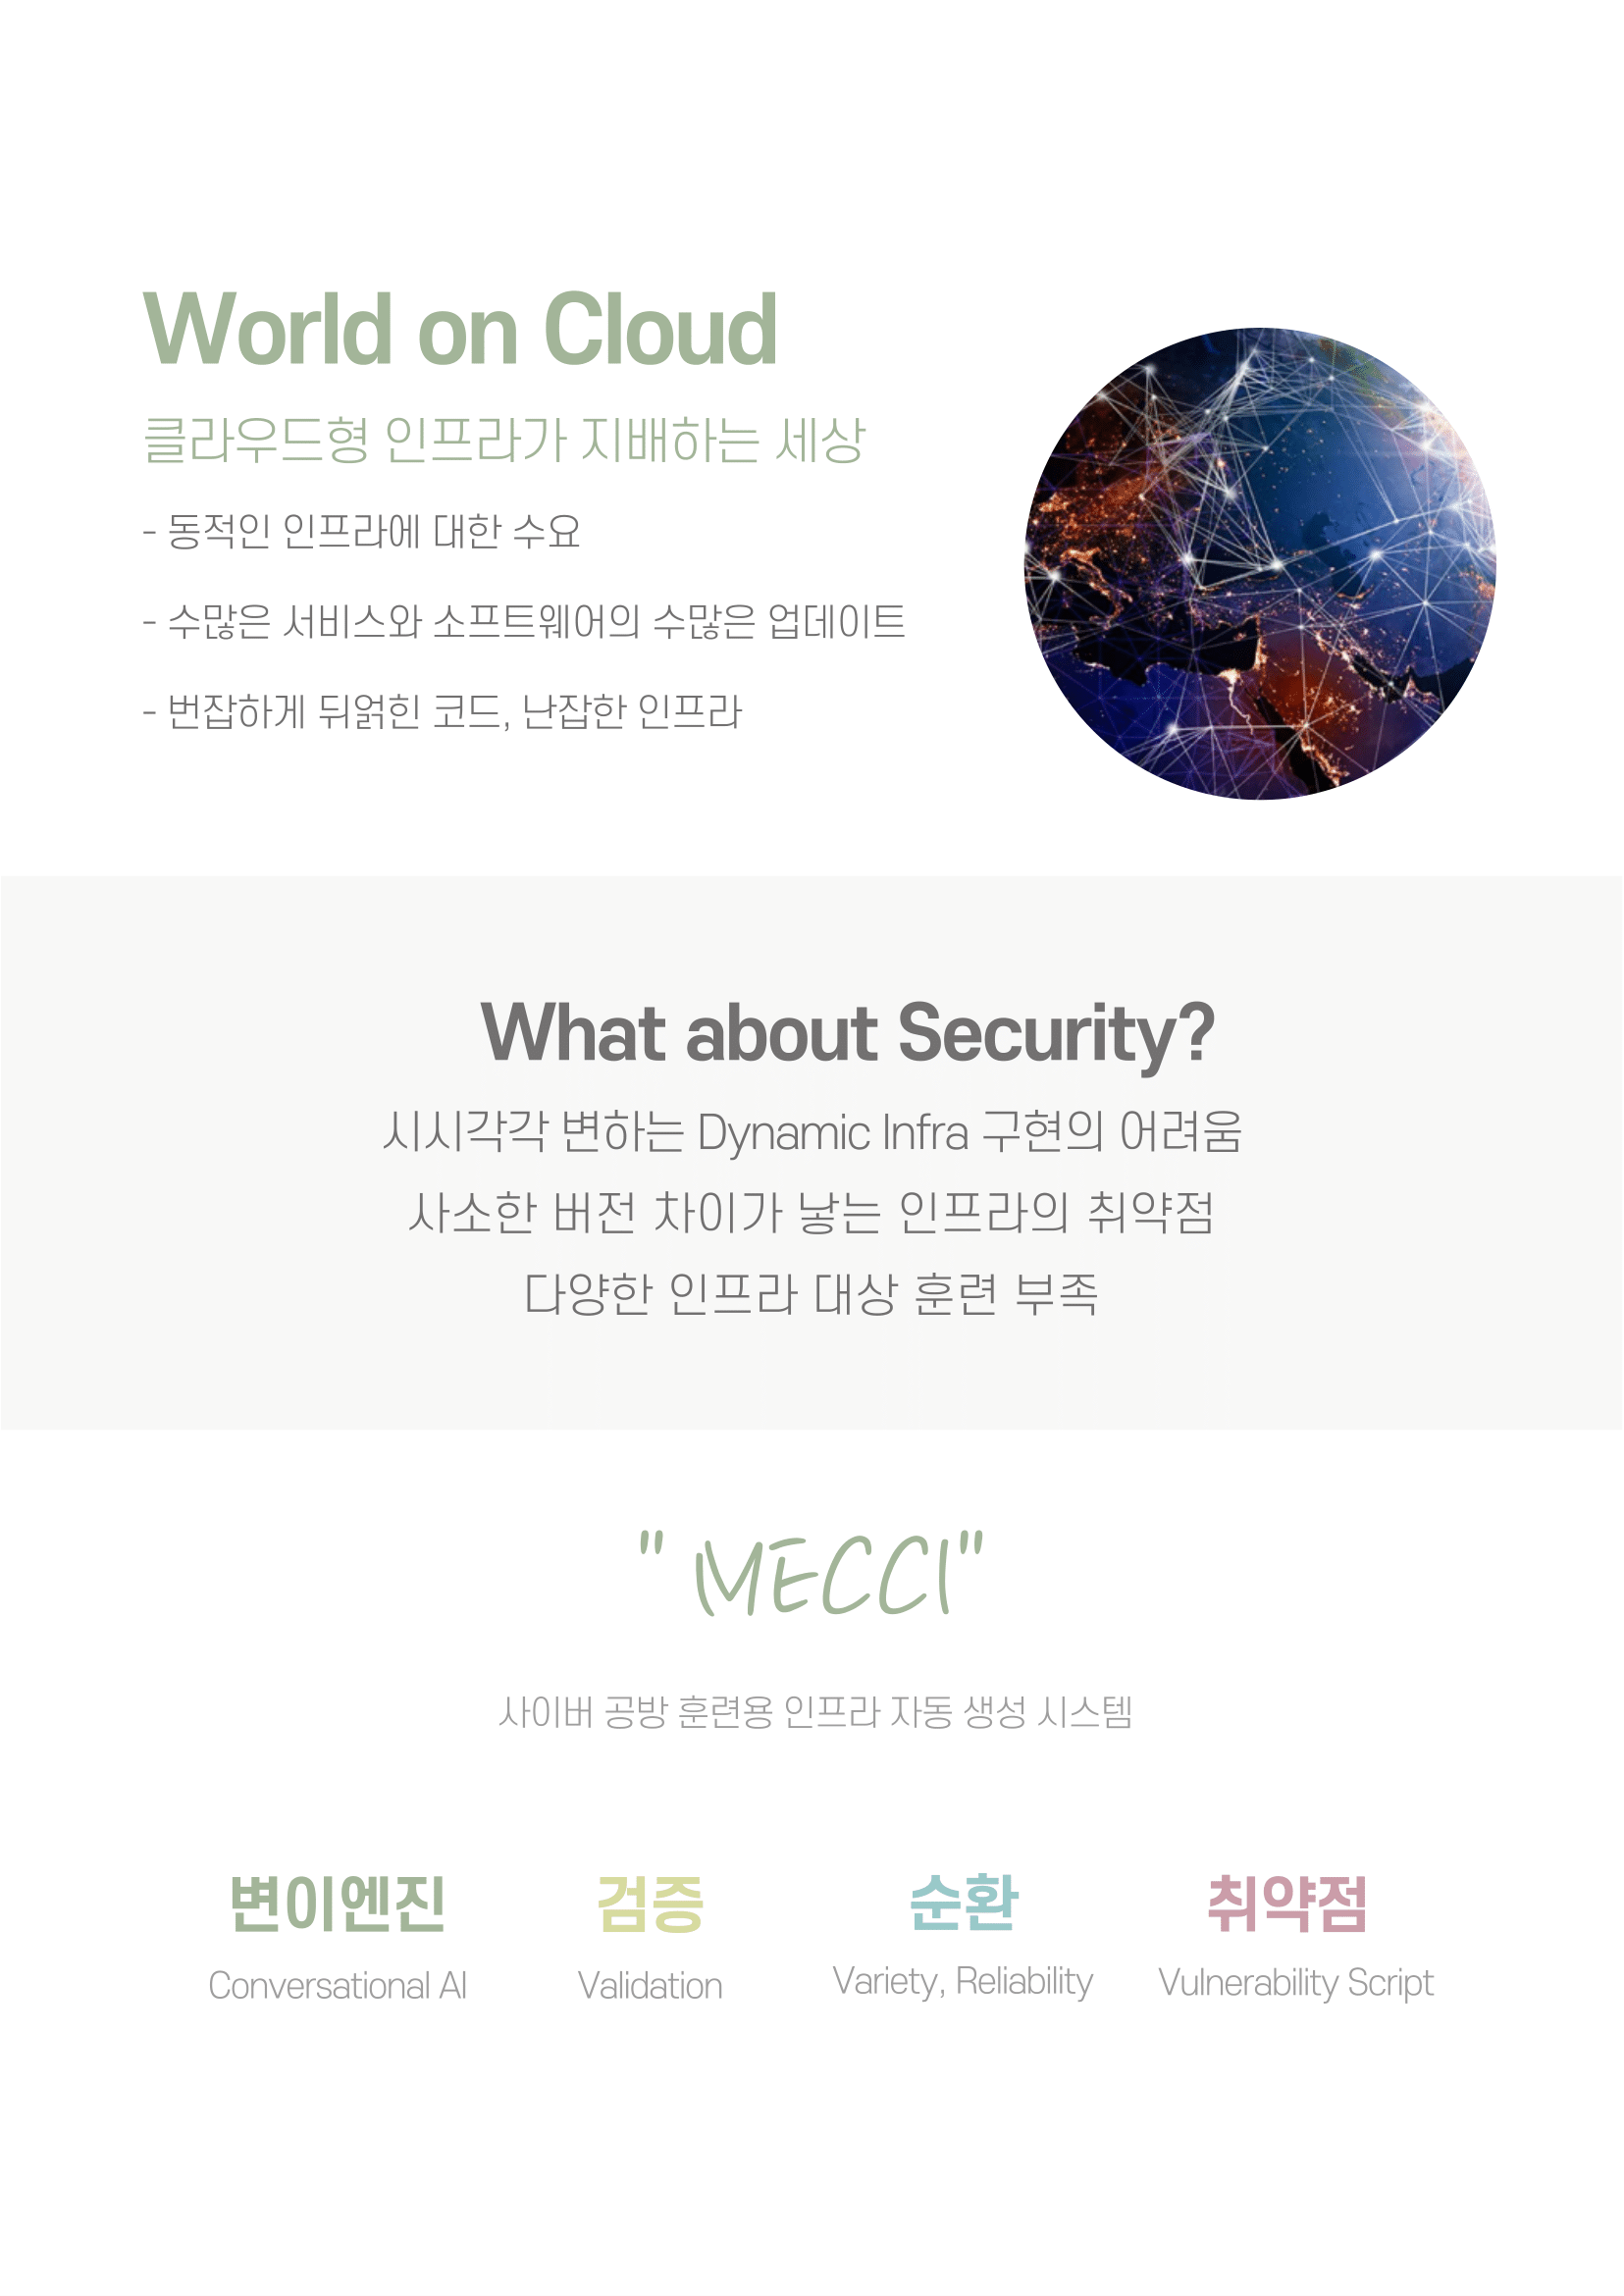 World on Cloud
클라우드형 인프라가 지배하는 세상
- 동적인 인프라에 대한 수요
- 수많은 서비스와 소프트웨어의 수많은 업데이트
- 번잡하게 뒤얽힌 코드, 난잡한 인프라
What about Security?
시시각각 변하는 Dynamic Infra 구현의 어려움
사소한 버전 차이가 낳는 인프라의 취약점
다양한 인프라 대상 훈련 부족
" MECCI"
사이버 공방 훈련용 인프라 자동 생성 시스템
변이엔진 검증 순환 취약점
Conversational AI Validation Variety, Reliability Vulnerability Script